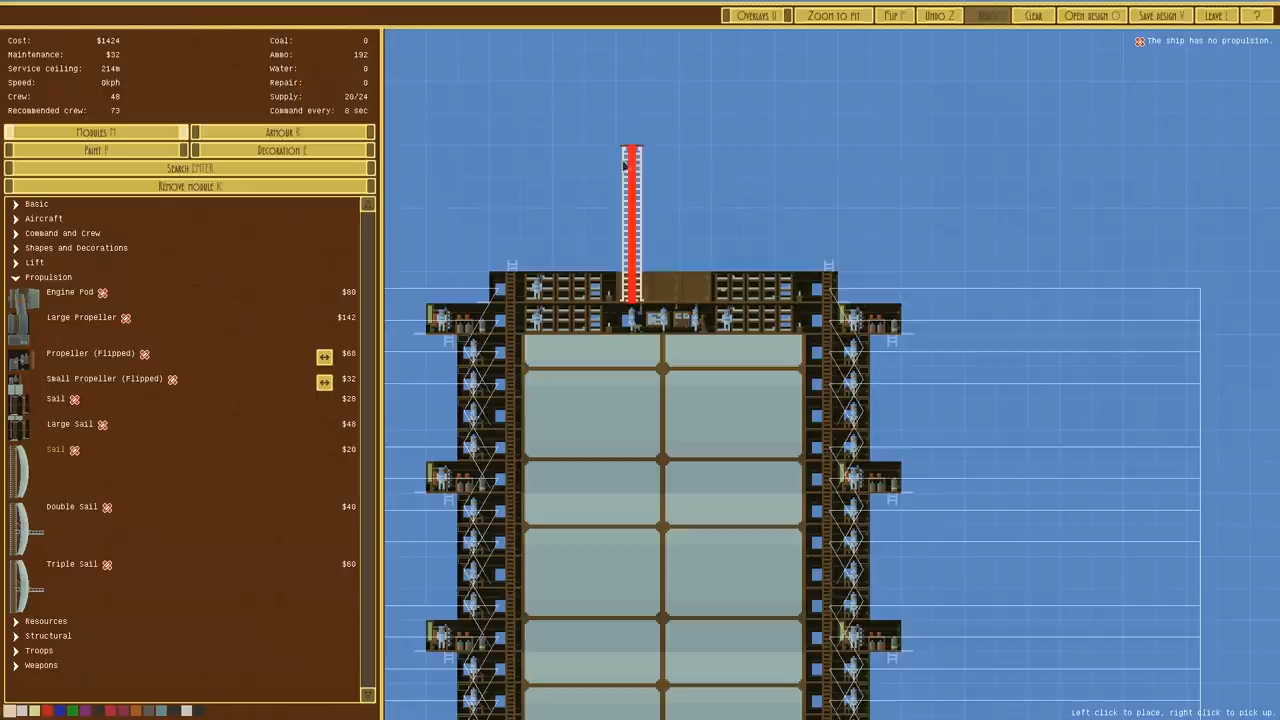 OVERLAYS U ZOOM TO FIT FLIP F UNDO Z CLEAR OPEN DESIGN O SAVE DESIGN V LEAVE ! ?
Cost: $1424 Coal: 0
Maintenance: $32 Ammo: 192
Service ceiling: 214m Water: 0
Speed: 0kph Repair: 0
Crew: 48 Supply: 20/24
Recommended crew: 73 Command every: 8 sec
The ship has no propulsion.
MODULES M ARMOUR R
PAINT P DECORATION E
SEARCH ENTER
REMOVE MODULE K
Basic
Aircraft
Command and Crew
Shapes and Decorations
Lift
Propulsion
Engine Pod $80
Large Propeller $142
Propeller (Flipped) $68
Small Propeller (Flipped) $32
Sail $28
Large Sail $48
Sail $20
Double Sail $40
Triple Sail $60
Resources
Structural
Troops
Weapons
Left click to place, right click to pick up.